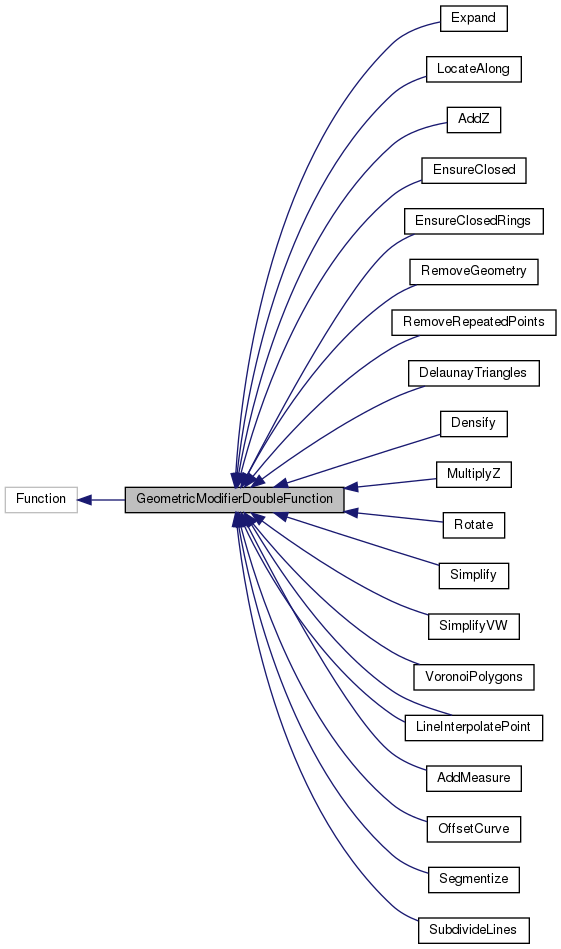 Expand
LocateAlong
AddZ
EnsureClosed
EnsureClosedRings
RemoveGeometry
RemoveRepeatedPoints
DelaunayTriangles
Densify
MultiplyZ
Function
GeometricModifierDoubleFunction
Rotate
Simplify
SimplifyVW
VoronoiPolygons
LineInterpolatePoint
AddMeasure
OffsetCurve
Segmentize
SubdivideLines